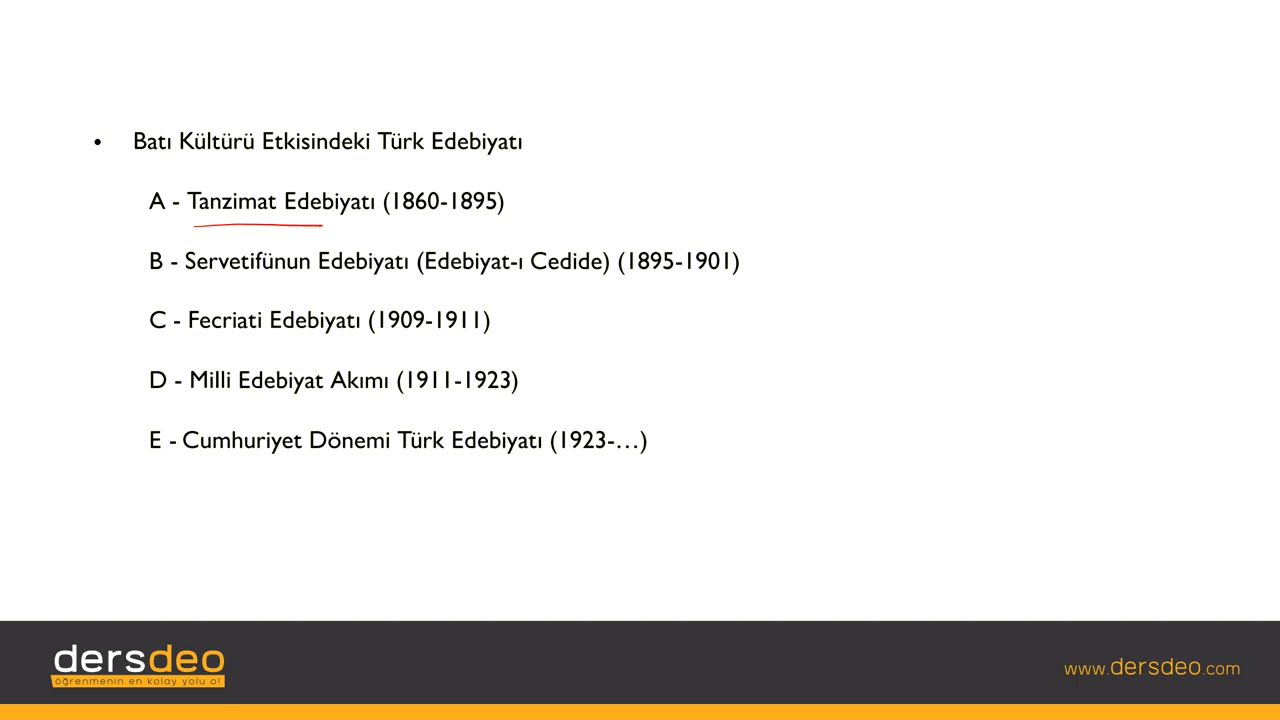 • Batı Kültürü Etkisindeki Türk Edebiyatı
A - Tanzimat Edebiyatı (1860-1895)
B - Servetifünun Edebiyatı (Edebiyat-ı Cedide) (1895-1901)
C - Fecriati Edebiyatı (1909-1911)
D - Milli Edebiyat Akımı (1911-1923)
E - Cumhuriyet Dönemi Türk Edebiyatı (1923-…)
dersdeo
öğrenmenin en kolay yolu o!
www.dersdeo.com